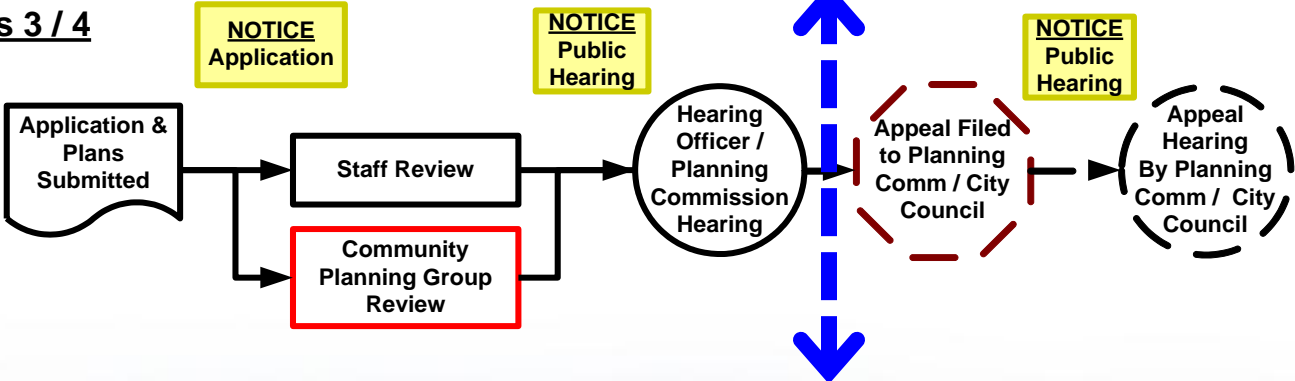 s 3 / 4
NOTICE
Application
NOTICE
Public
Hearing
NOTICE
Public
Hearing
Application &
Plans
Submitted
Staff Review
Community
Planning Group
Review
Hearing
Officer /
Planning
Commission
Hearing
Appeal Filed
to Planning
Comm / City
Council
Appeal
Hearing
By Planning
Comm /  City
Council